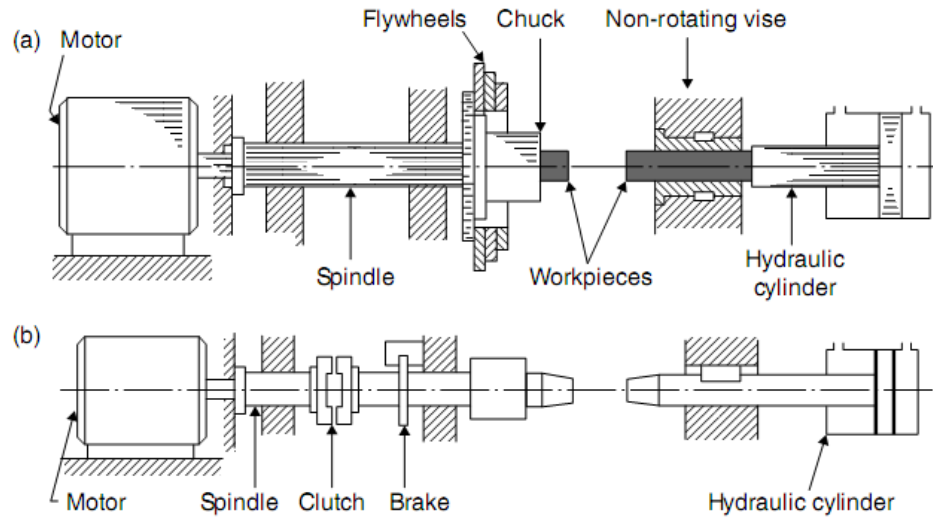 (a)
Motor
Flywheels
Chuck
Non-rotating vise
Spindle
Workpieces
Hydraulic
cylinder
(b)
Motor
Spindle
Clutch
Brake
Hydraulic cylinder